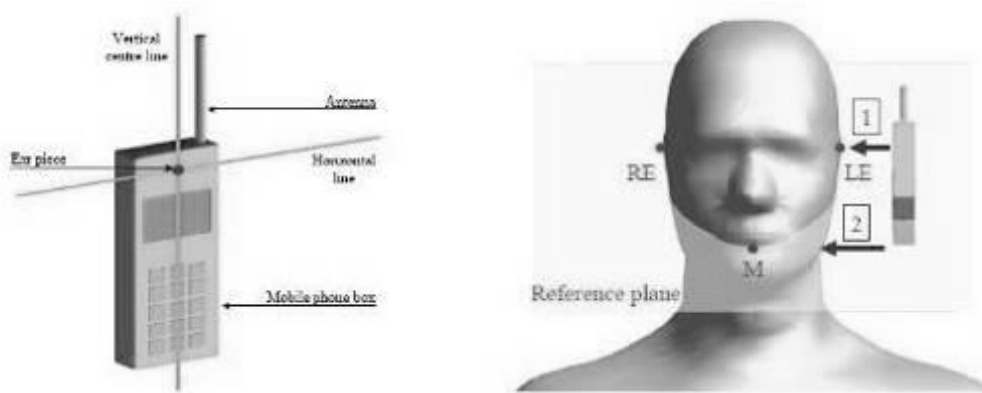 Vertical
centre line
Antenna
Ear piece
Horizontal
line
Mobile phone box
1
RE
LE
2
M
Reference plane